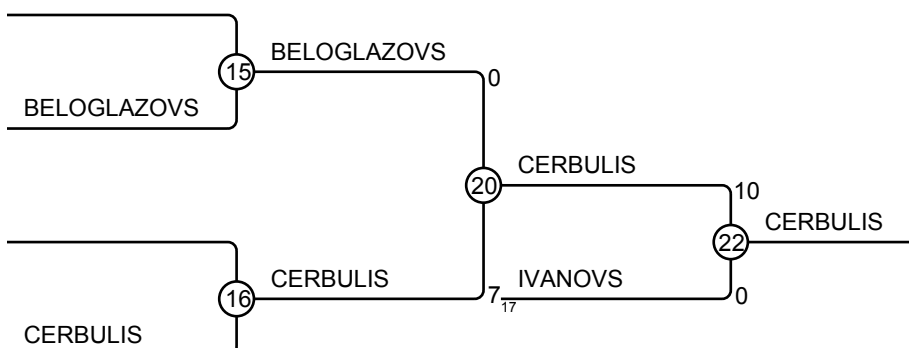 BELOGLAZOVS
15
0
BELOGLAZOVS
CERBULIS
20
10
CERBULIS
22
CERBULIS
7
17
IVANOVS
16
0
CERBULIS